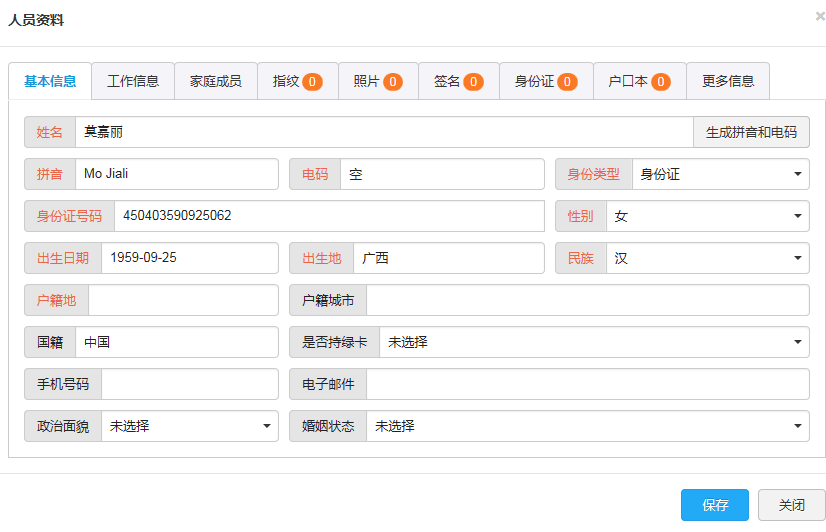 人员资料 ×
基本信息 工作信息 家庭成员 指纹 0 照片 0 签名 0 身份证 0 户口本 0 更多信息
姓名 莫嘉丽 生成拼音和电码
拼音 Mo Jiali 电码 空 身份类型 身份证
身份证号码 450403590925062 性别 女
出生日期 1959-09-25 出生地 广西 民族 汉
户籍地 户籍城市
国籍 中国 是否持绿卡 未选择
手机号码 电子邮件
政治面貌 未选择 婚姻状态 未选择
保存 关闭